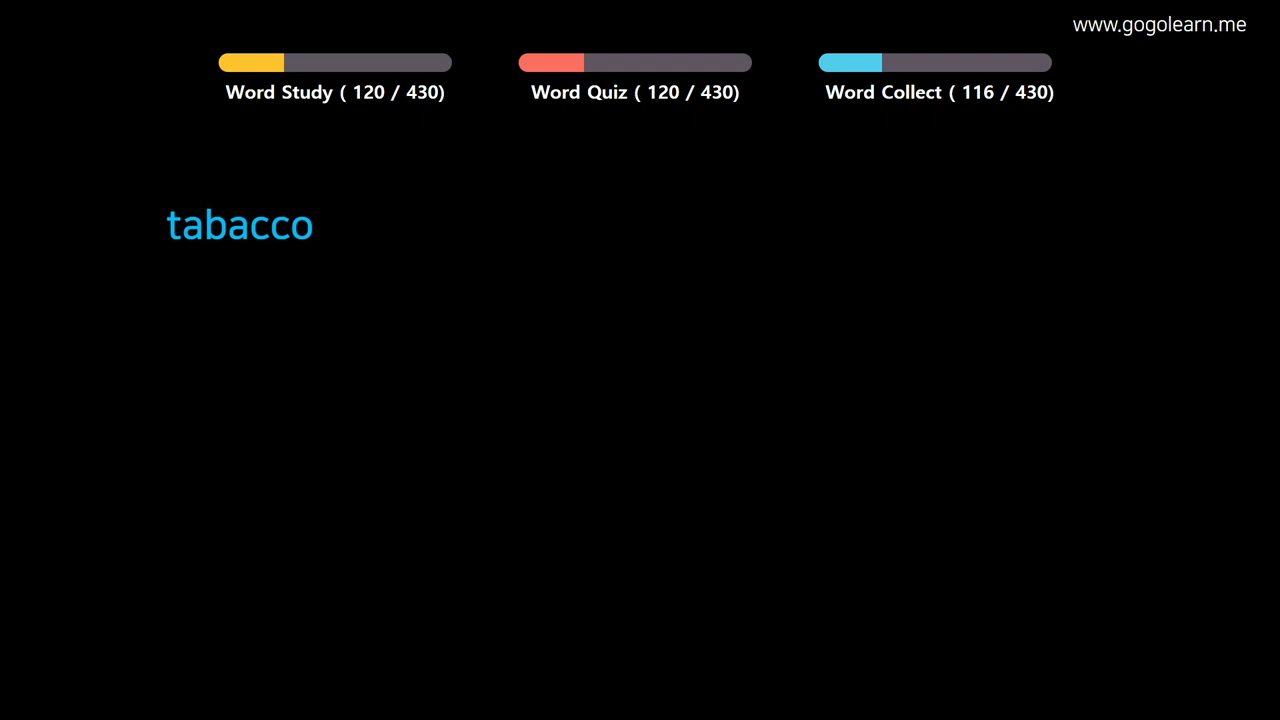 www.gogolearn.me
Word Study ( 120 / 430)
Word Quiz ( 120 / 430)
Word Collect ( 116 / 430)
tabacco